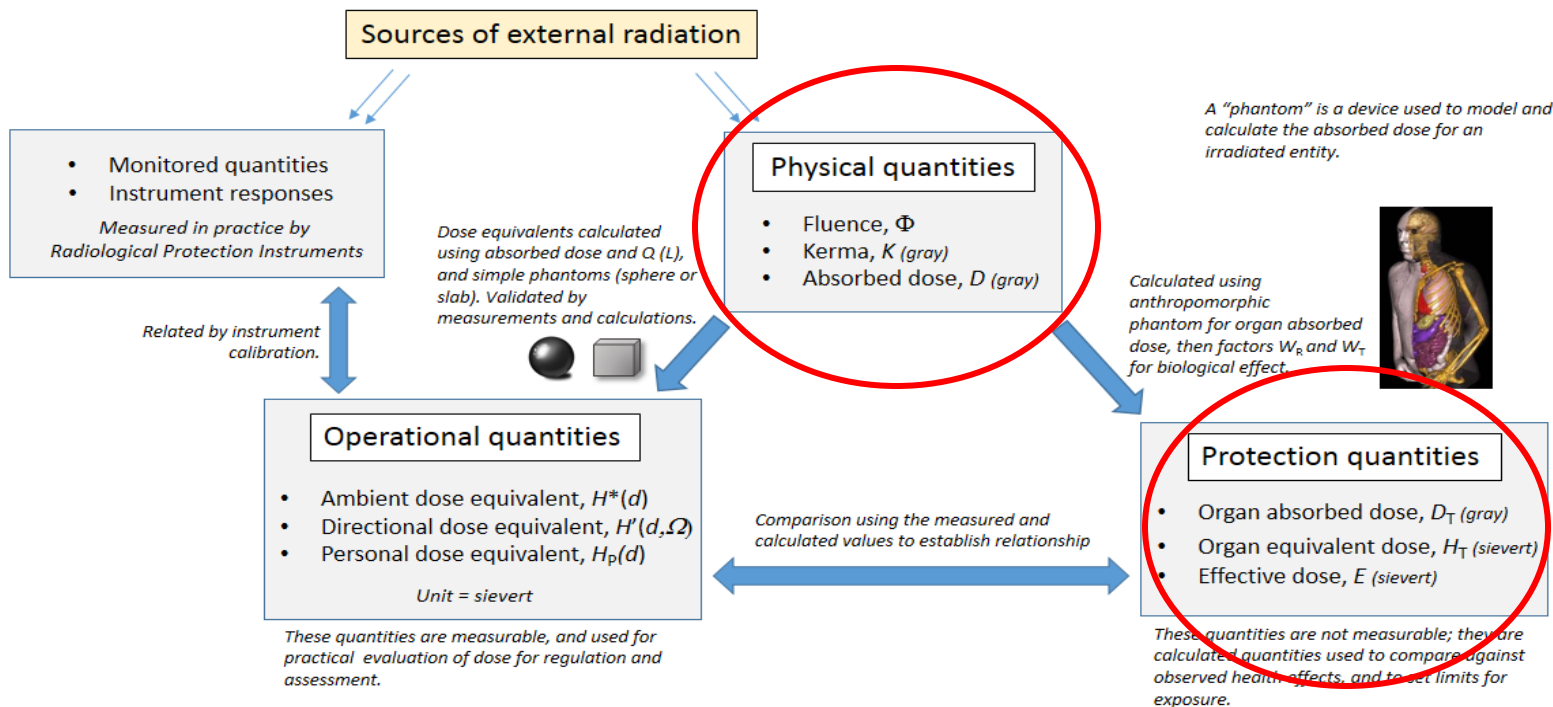 Sources of external radiation
• Monitored quantities
• Instrument responses
Measured in practice by
Radiological Protection Instruments
Physical quantities
• Fluence, Φ
• Kerma, K (gray)
• Absorbed dose, D (gray)
A “phantom” is a device used to model and
calculate the absorbed dose for an
irradiated entity.
Dose equivalents calculated
using absorbed dose and Q (L),
and simple phantoms (sphere or
slab). Validated by
measurements and calculations.
Calculated using
anthropomorphic
phantom for organ absorbed
dose, then factors W_R and W_T
for biological effect.
Related by instrument
calibration.
Operational quantities
• Ambient dose equivalent, H*(d)
• Directional dose equivalent, H'(d,Ω)
• Personal dose equivalent, H_P(d)
Unit = sievert
These quantities are measurable, and used for
practical evaluation of dose for regulation and
assessment.
Comparison using the measured and
calculated values to establish relationship
Protection quantities
• Organ absorbed dose, D_T (gray)
• Organ equivalent dose, H_T (sievert)
• Effective dose, E (sievert)
These quantities are not measurable; they are
calculated quantities used to compare against
observed health effects, and to set limits for
exposure.